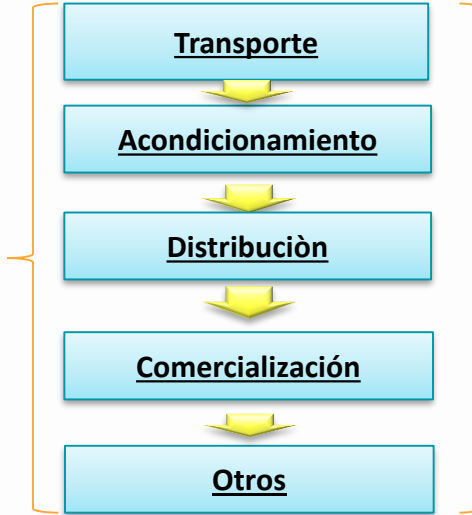 Transporte
Acondicionamiento
Distribuciòn
Comercialización
Otros